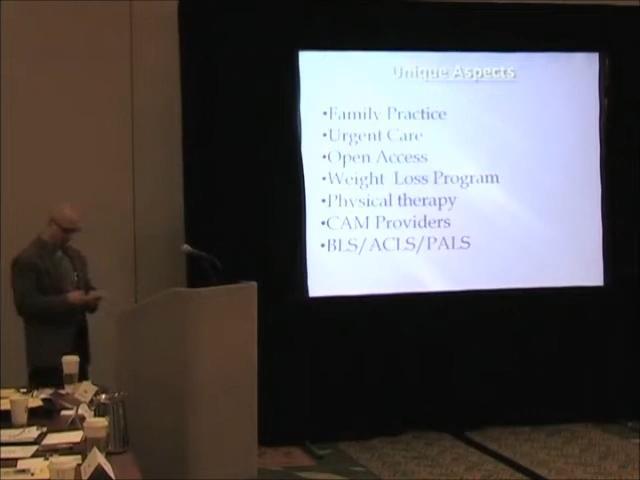 Unique Aspects
•Family Practice
•Urgent Care
•Open Access
•Weight Loss Program
•Physical therapy
•CAM Providers
•BLS/ACLS/PALS